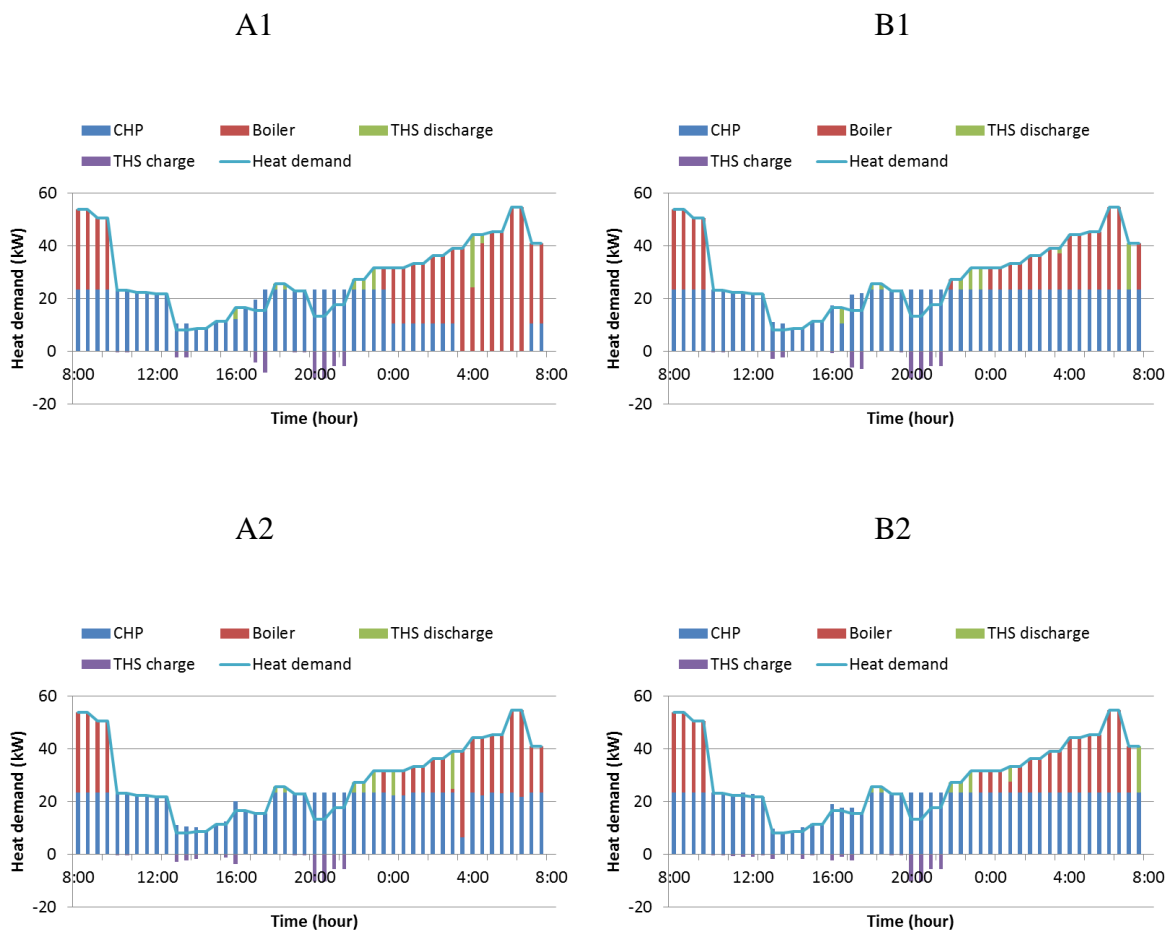 A1
B1
CHP Boiler THS discharge
THS charge Heat demand
60
40
20
0
-20
Heat demand (kW)
8:00 12:00 16:00 20:00 0:00 4:00 8:00
Time (hour)
CHP Boiler THS discharge
THS charge Heat demand
60
40
20
0
-20
Heat demand (kW)
8:00 12:00 16:00 20:00 0:00 4:00 8:00
Time (hour)
A2
B2
CHP Boiler THS discharge
THS charge Heat demand
60
40
20
0
-20
Heat demand (kW)
8:00 12:00 16:00 20:00 0:00 4:00 8:00
Time (hour)
CHP Boiler THS discharge
THS charge Heat demand
60
40
20
0
-20
Heat demand (kW)
8:00 12:00 16:00 20:00 0:00 4:00 8:00
Time (hour)